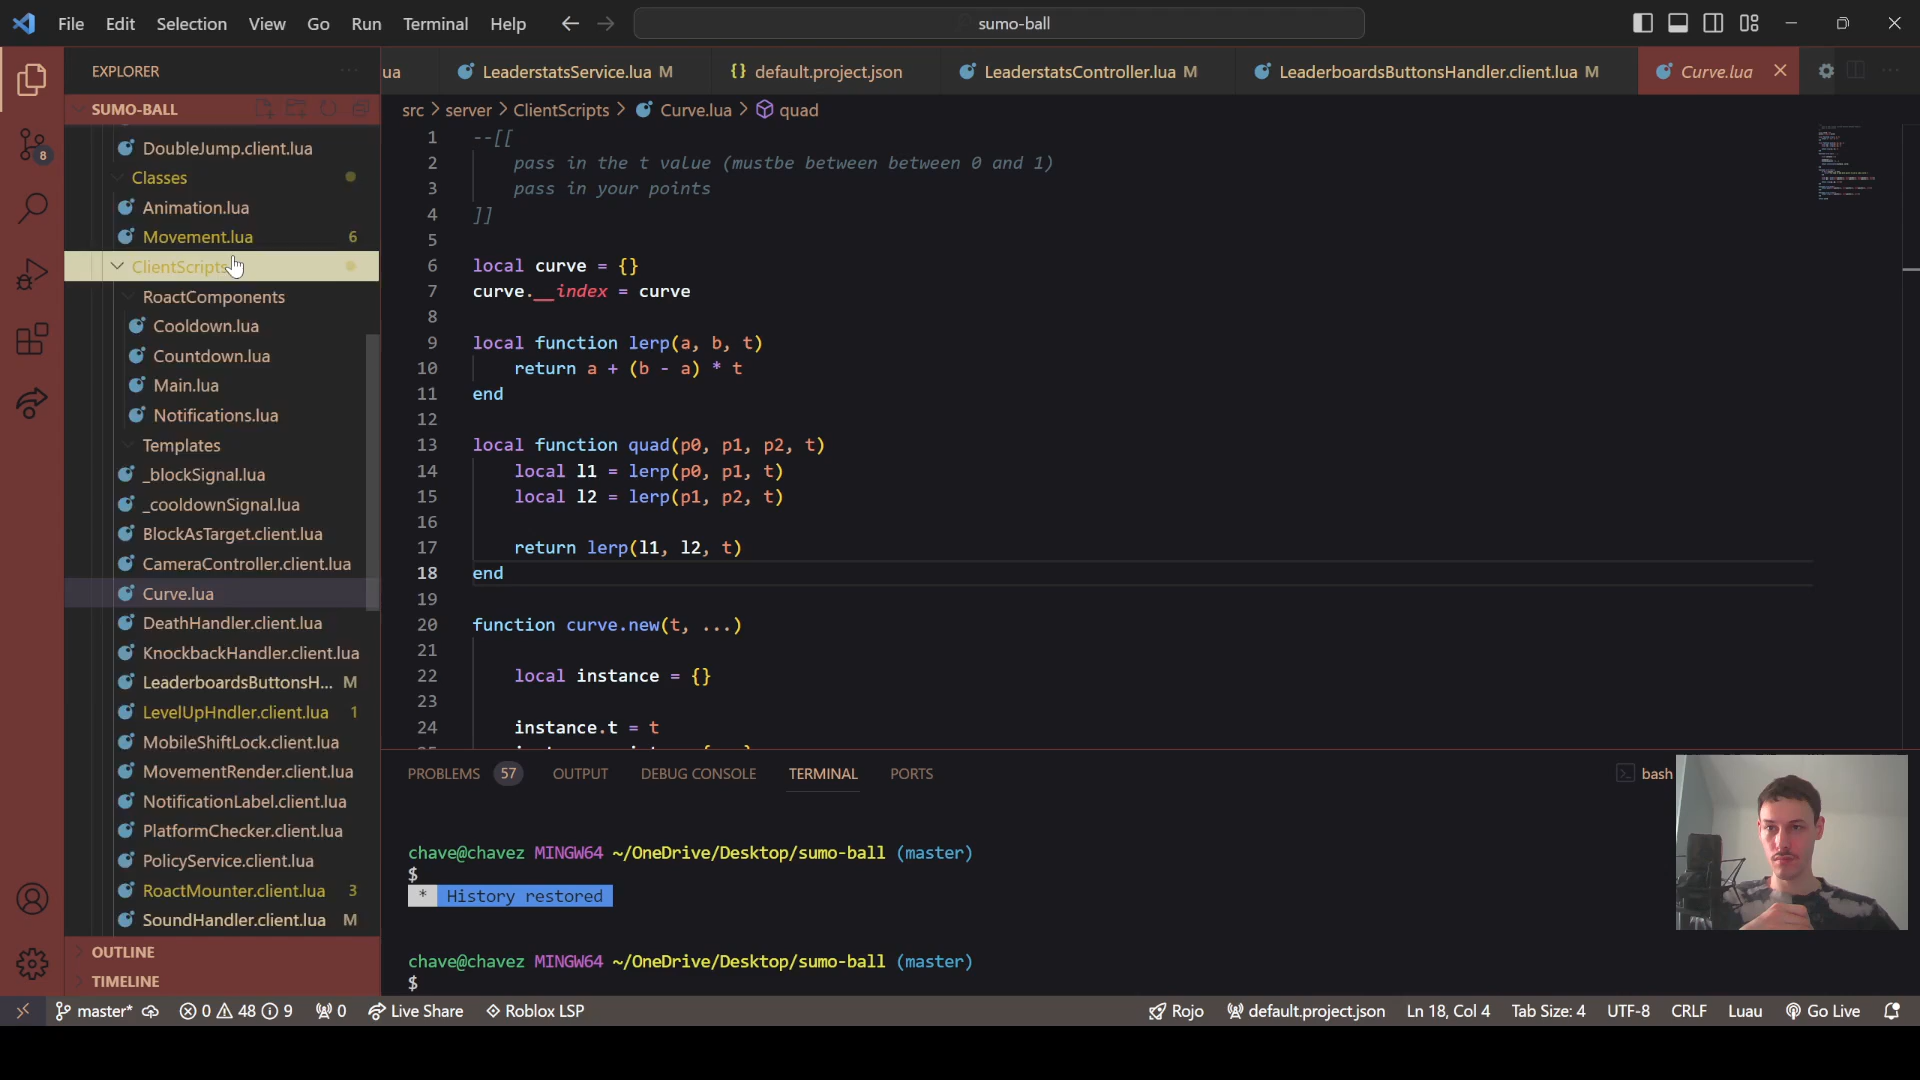 File Edit Selection View Go Run Terminal Help
sumo-ball
EXPLORER
SUMO-BALL
DoubleJump.client.lua
Classes
Animation.lua
Movement.lua 6
ClientScripts
RoactComponents
Cooldown.lua
Countdown.lua
Main.lua
Notifications.lua
Templates
_blockSignal.lua
_cooldownSignal.lua
BlockAsTarget.client.lua
CameraController.client.lua
Curve.lua
DeathHandler.client.lua
KnockbackHandler.client.lua
LeaderboardsButtonsH... M
LevelUpHndler.client.lua 1
MobileShiftLock.client.lua
MovementRender.client.lua
NotificationLabel.client.lua
PlatformChecker.client.lua
PolicyService.client.lua
RoactMounter.client.lua 3
SoundHandler.client.lua M
OUTLINE
TIMELINE
8
ua LeaderstatsService.lua M {} default.project.json LeaderstatsController.lua M LeaderboardsButtonsHandler.client.lua M Curve.lua
src > server > ClientScripts > Curve.lua > quad
1 --[[
2 pass in the t value (mustbe between between 0 and 1)
3 pass in your points
4 ]]
5
6 local curve = {}
7 curve.__index = curve
8
9 local function lerp(a, b, t)
10 return a + (b - a) * t
11 end
12
13 local function quad(p0, p1, p2, t)
14 local l1 = lerp(p0, p1, t)
15 local l2 = lerp(p1, p2, t)
16
17 return lerp(l1, l2, t)
18 end
19
20 function curve.new(t, ...)
21
22 local instance = {}
23
24 instance.t = t
PROBLEMS 57 OUTPUT DEBUG CONSOLE TERMINAL PORTS
bash
chave@chavez MINGW64 ~/OneDrive/Desktop/sumo-ball (master)
$
* History restored
chave@chavez MINGW64 ~/OneDrive/Desktop/sumo-ball (master)
$
master* 0 48 9 0 Live Share Roblox LSP Rojo default.project.json Ln 18, Col 4 Tab Size: 4 UTF-8 CRLF Luau Go Live